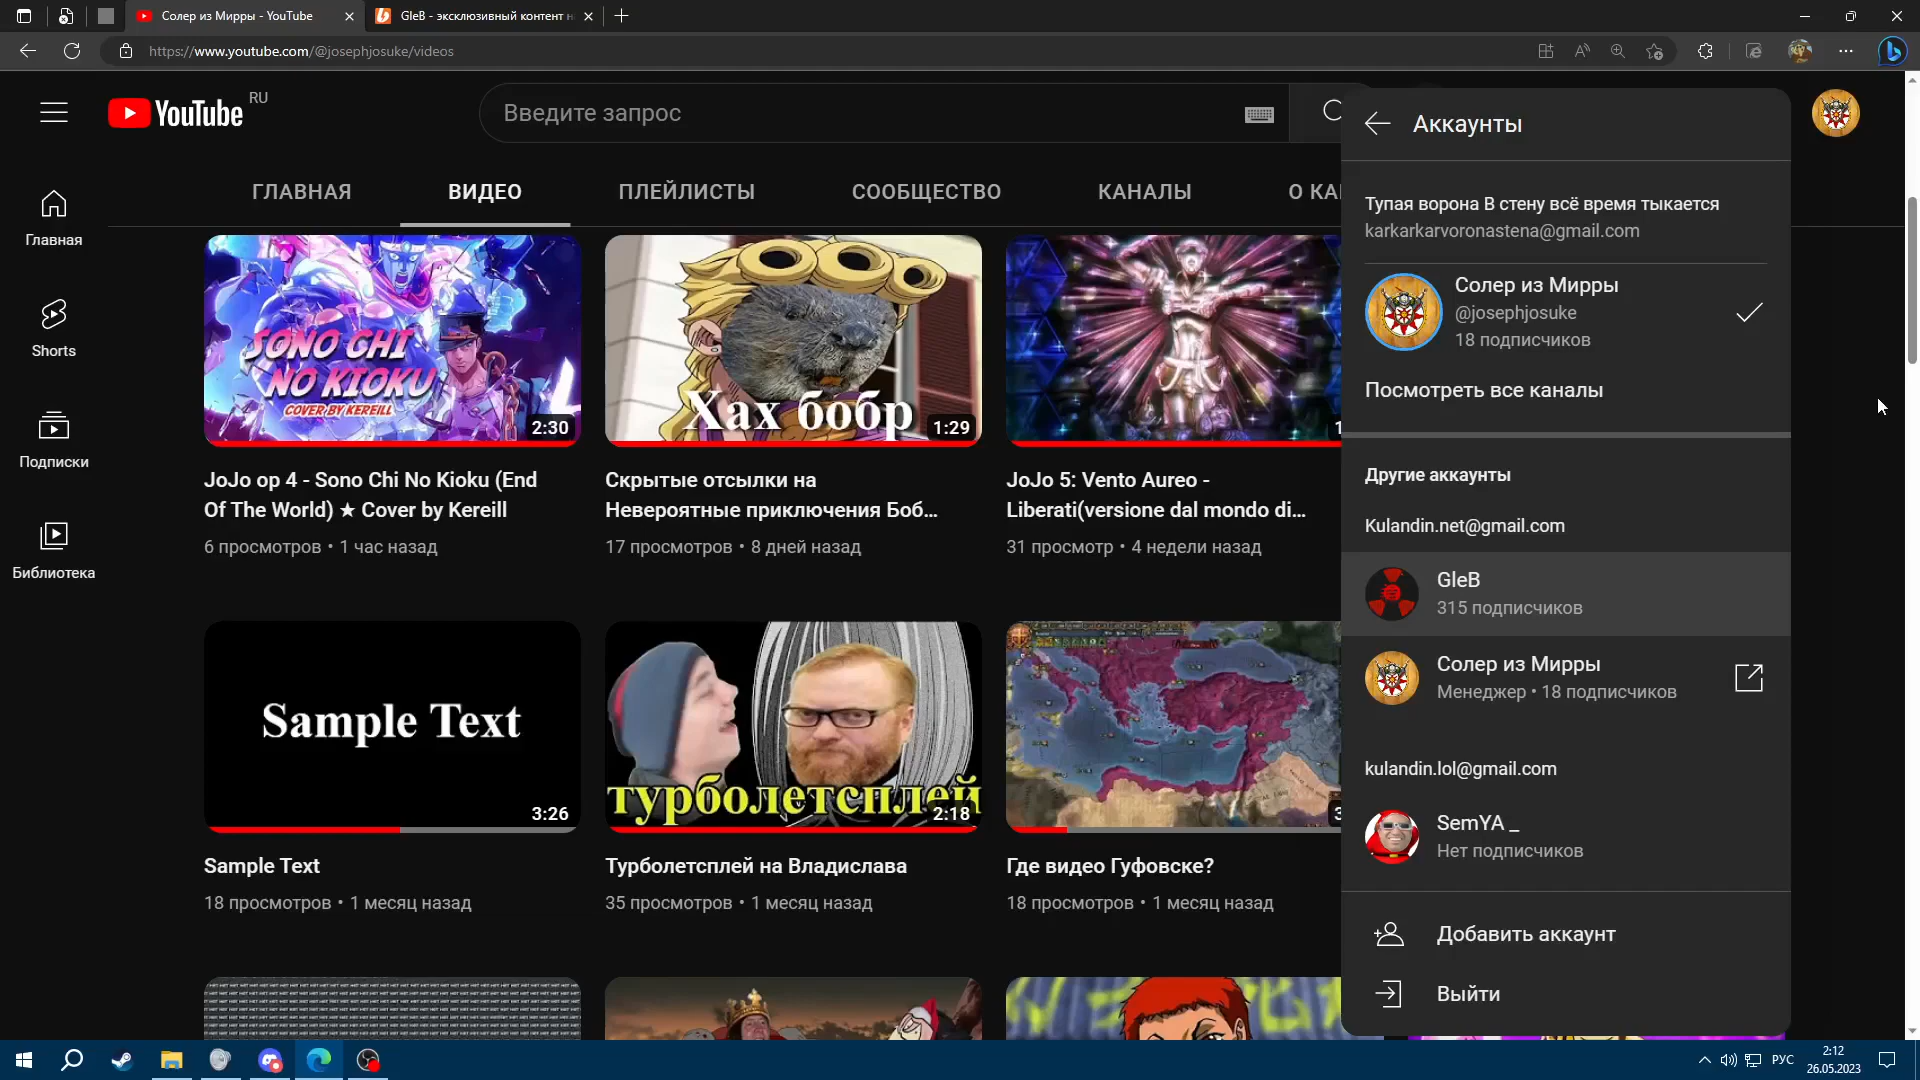 Солер из Мирры - YouTube
GleB - эксклюзивный контент н
https://www.youtube.com/@josephjosuke/videos
YouTube
RU
Введите запрос
Аккаунты
ГЛАВНАЯ
ВИДЕО
ПЛЕЙЛИСТЫ
СООБЩЕСТВО
КАНАЛЫ
О КА
Главная
Shorts
Подписки
Библиотека
SONO CHI
NO KIOKU
COVER BY KEREILL
2:30
Хах бобр
1:29
1
JoJo op 4 - Sono Chi No Kioku (End
Of The World) ★ Cover by Kereill
6 просмотров • 1 час назад
Скрытые отсылки на
Невероятные приключения Боб...
17 просмотров • 8 дней назад
JoJo 5: Vento Aureo -
Liberati(versione dal mondo di...
31 просмотр • 4 недели назад
Sample Text
3:26
турболетсплей
2:18
3
Sample Text
18 просмотров • 1 месяц назад
Турболетсплей на Владислава
35 просмотров • 1 месяц назад
Где видео Гуфовске?
18 просмотров • 1 месяц назад
Тупая ворона В стену всё время тыкается
karkarkarvoronastena@gmail.com
Солер из Мирры
@josephjosuke
18 подписчиков
Посмотреть все каналы
Другие аккаунты
Kulandin.net@gmail.com
GleB
315 подписчиков
Солер из Мирры
Менеджер • 18 подписчиков
kulandin.lol@gmail.com
SemYA _
Нет подписчиков
Добавить аккаунт
Выйти
РУС
2:12
26.05.2023